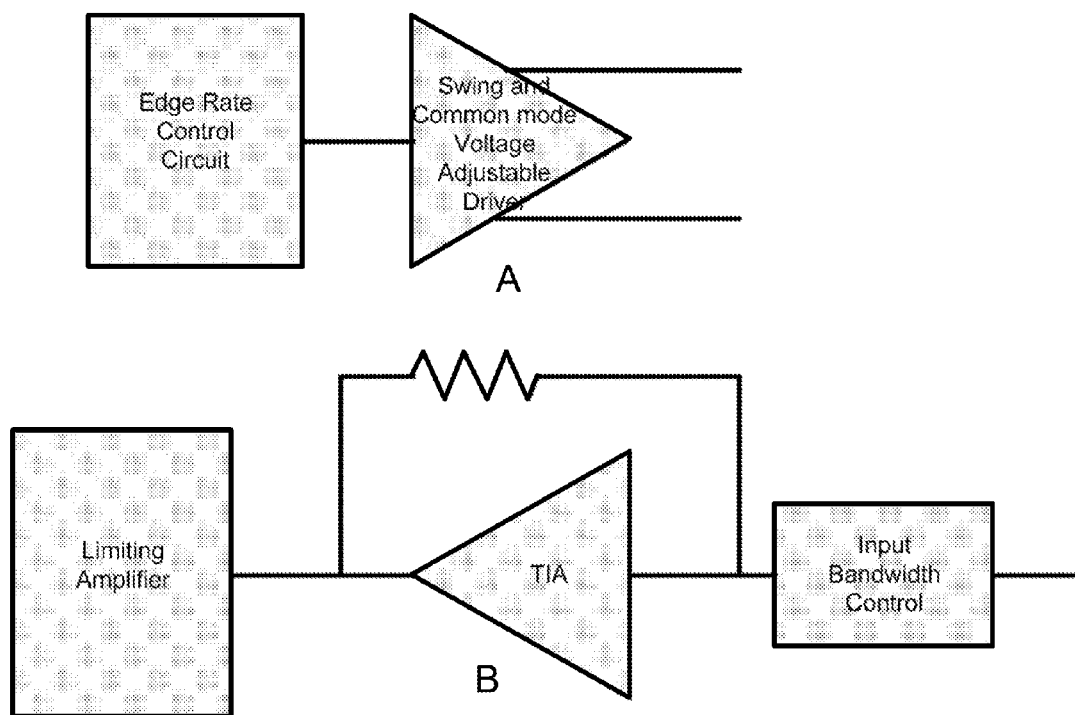 Edge Rate
Control
Circuit
Swing and
Common mode
Voltage
Adjustable
Driver
A
Limiting
Amplifier
TIA
Input
Bandwidth
Control
B